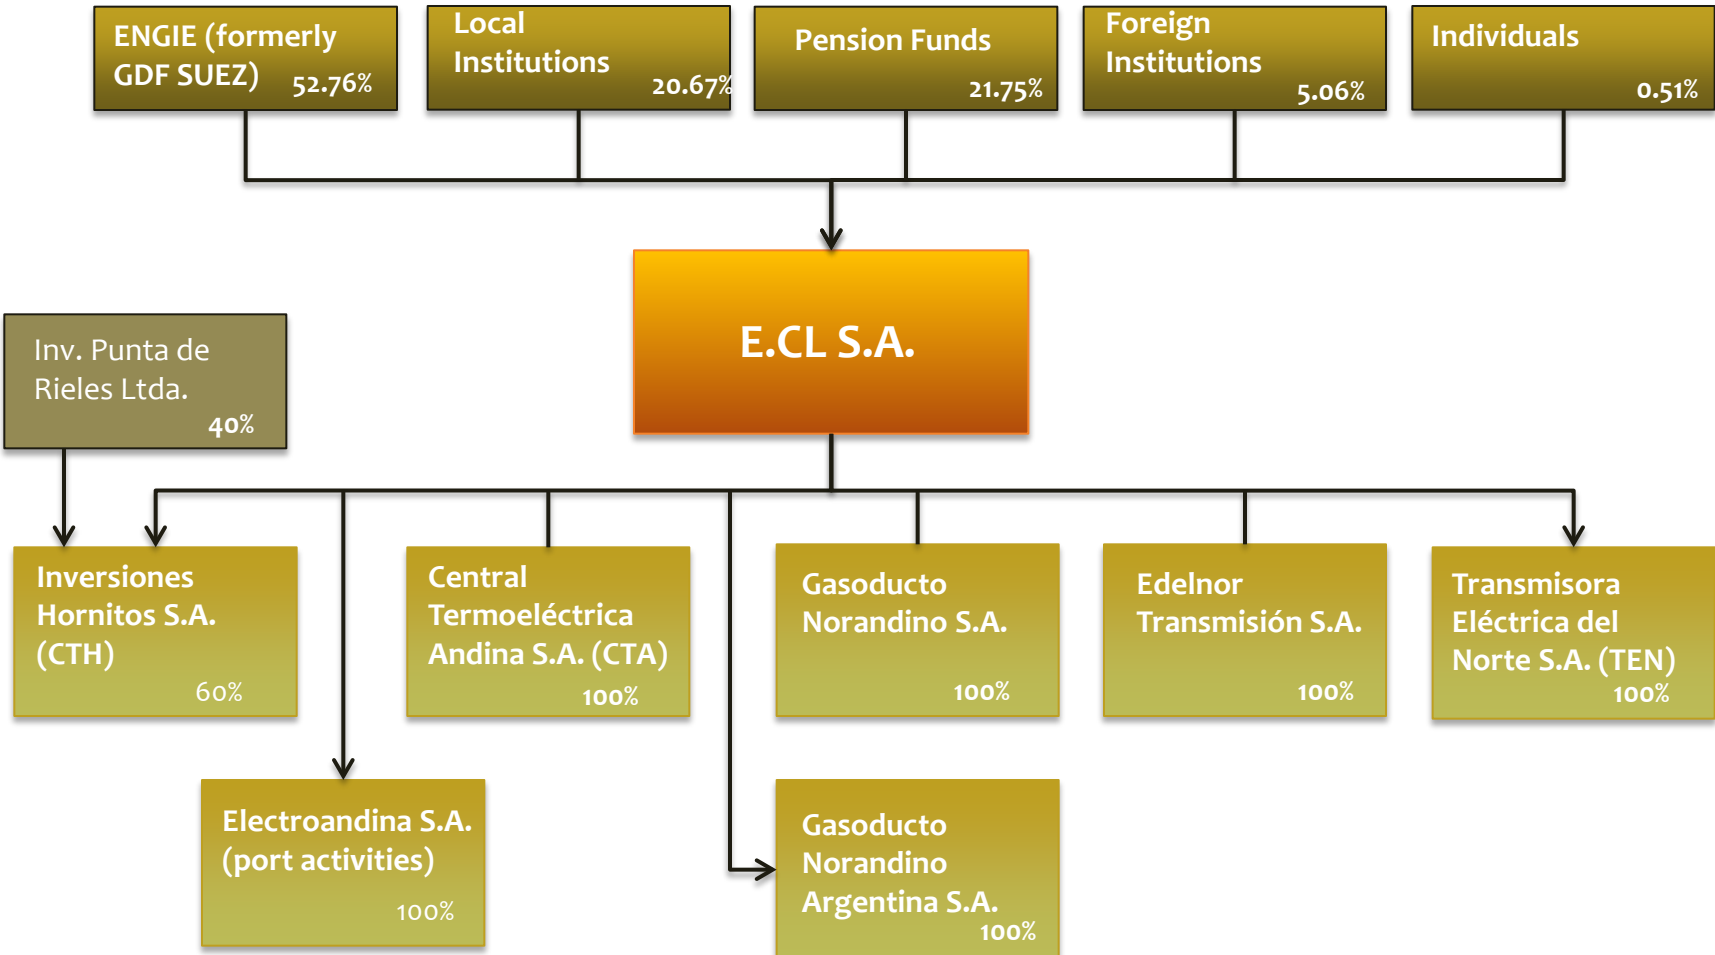 ENGIE (formerly
GDF SUEZ) 52.76%
Local
Institutions
20.67%
Pension Funds
21.75%
Foreign
Institutions
5.06%
Individuals
0.51%
E.CL S.A.
Inv. Punta de
Rieles Ltda.
40%
Inversiones
Hornitos S.A.
(CTH)
60%
Central
Termoeléctrica
Andina S.A. (CTA)
100%
Gasoducto
Norandino S.A.
100%
Edelnor
Transmisión S.A.
100%
Transmisora
Eléctrica del
Norte S.A. (TEN)
100%
Electroandina S.A.
(port activities)
100%
Gasoducto
Norandino
Argentina S.A.
100%